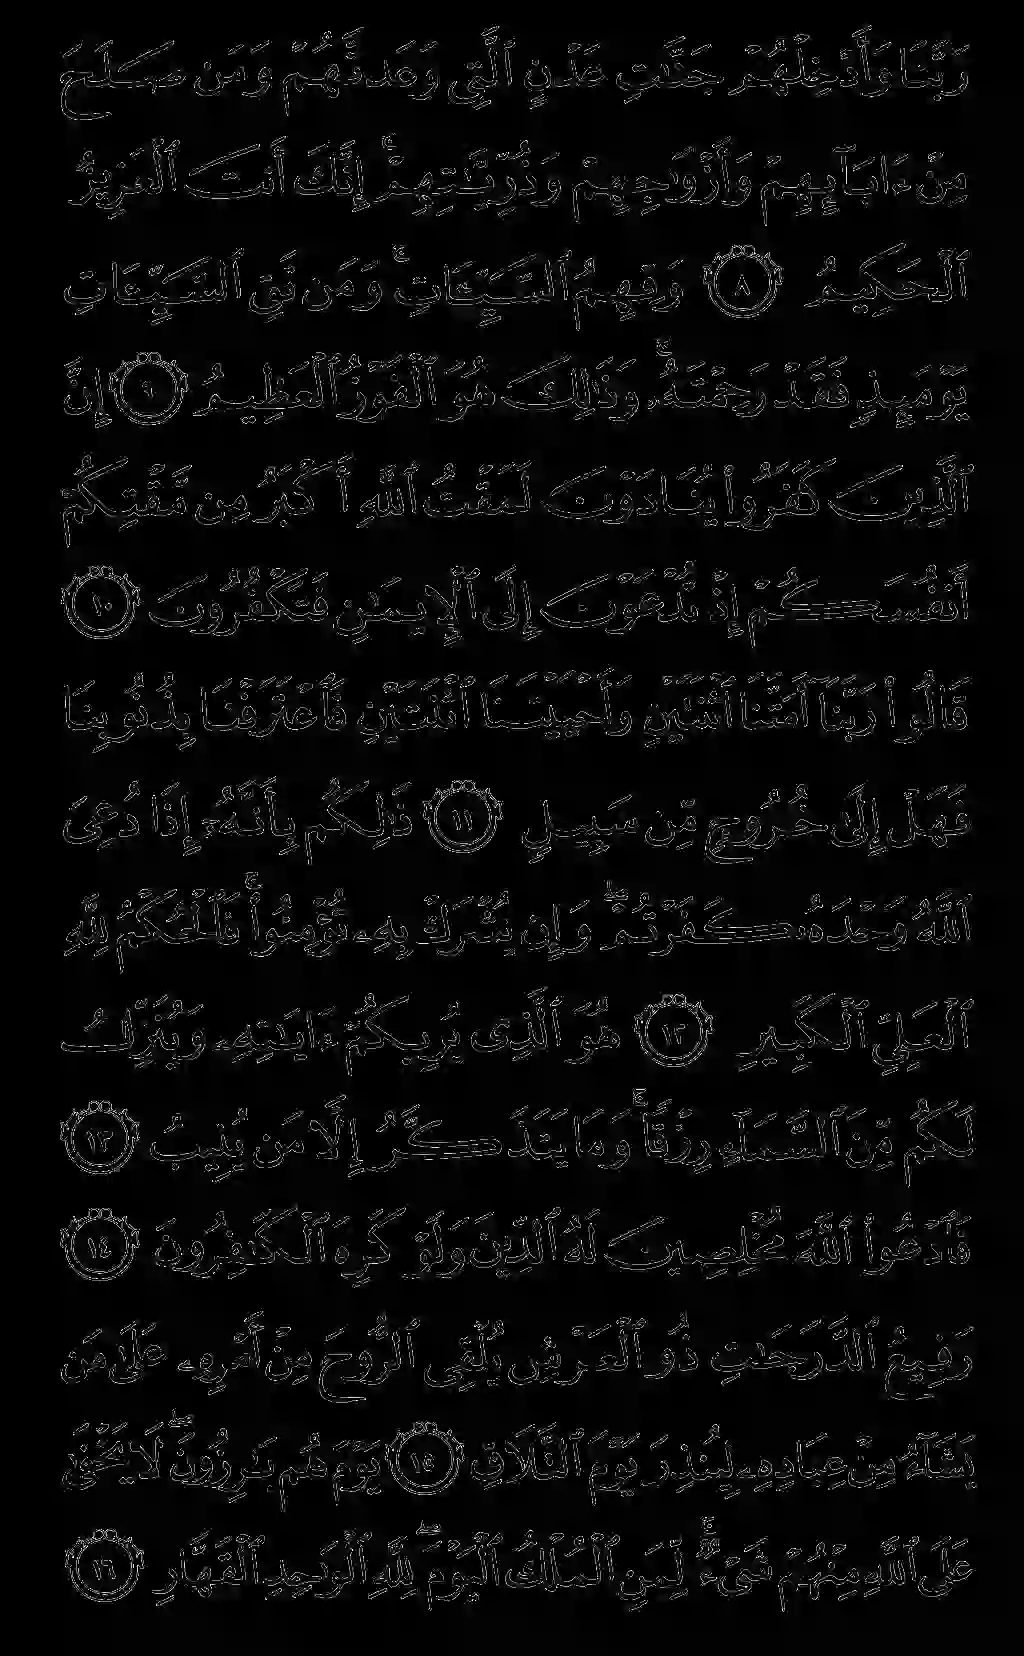 رَبَّنَا وَأَدْخِلْهُمْ جَنَّـٰتِ عَدْنٍ ٱلَّتِى وَعَدتَّهُمْ وَمَن صَلَحَ
مِنْ ءَابَآئِهِمْ وَأَزْوَٰجِهِمْ وَذُرِّيَّـٰتِهِمْ ۚ إِنَّكَ أَنتَ ٱلْعَزِيزُ
ٱلْحَكِيمُ ٨ وَقِهِمُ ٱلسَّيِّـَٔاتِ ۚ وَمَن تَقِ ٱلسَّيِّـَٔاتِ
يَوْمَئِذٍ فَقَدْ رَحِمْتَهُۥ ۚ وَذَٰلِكَ هُوَ ٱلْفَوْزُ ٱلْعَظِيمُ ٩ إِنَّ
ٱلَّذِينَ كَفَرُوا۟ يُنَادَوْنَ لَمَقْتُ ٱللَّهِ أَكْبَرُ مِن مَّقْتِكُمْ
أَنفُسَكُمْ إِذْ تُدْعَوْنَ إِلَى ٱلْإِيمَـٰنِ فَتَكْفُرُونَ ١٠
قَالُوا۟ رَبَّنَآ أَمَتَّنَا ٱثْنَتَيْنِ وَأَحْيَيْتَنَا ٱثْنَتَيْنِ فَٱعْتَرَفْنَا بِذُنُوبِنَا
فَهَلْ إِلَىٰ خُرُوجٍ مِّن سَبِيلٍ ١١ ذَٰلِكُم بِأَنَّهُۥٓ إِذَا دُعِىَ
ٱللَّهُ وَحْدَهُۥ كَفَرْتُمْ ۖ وَإِن يُشْرَكْ بِهِۦ تُؤْمِنُوا۟ ۚ فَٱلْحُكْمُ لِلَّهِ
ٱلْعَلِىِّ ٱلْكَبِيرِ ١٢ هُوَ ٱلَّذِى يُرِيكُمْ ءَايَـٰتِهِۦ وَيُنَزِّلُ
لَكُم مِّنَ ٱلسَّمَآءِ رِزْقًا ۚ وَمَا يَتَذَكَّرُ إِلَّا مَن يُنِيبُ ١٣
فَٱدْعُوا۟ ٱللَّهَ مُخْلِصِينَ لَهُ ٱلدِّينَ وَلَوْ كَرِهَ ٱلْكَـٰفِرُونَ ١٤
رَفِيعُ ٱلدَّرَجَـٰتِ ذُو ٱلْعَرْشِ يُلْقِى ٱلرُّوحَ مِنْ أَمْرِهِۦ عَلَىٰ مَن
يَشَآءُ مِنْ عِبَادِهِۦ لِيُنذِرَ يَوْمَ ٱلتَّلَاقِ ١٥ يَوْمَ هُم بَـٰرِزُونَ ۖ لَا يَخْفَىٰ
عَلَى ٱللَّهِ مِنْهُمْ شَىْءٌ ۚ لِّمَنِ ٱلْمُلْكُ ٱلْيَوْمَ ۖ لِلَّهِ ٱلْوَٰحِدِ ٱلْقَهَّارِ ١٦